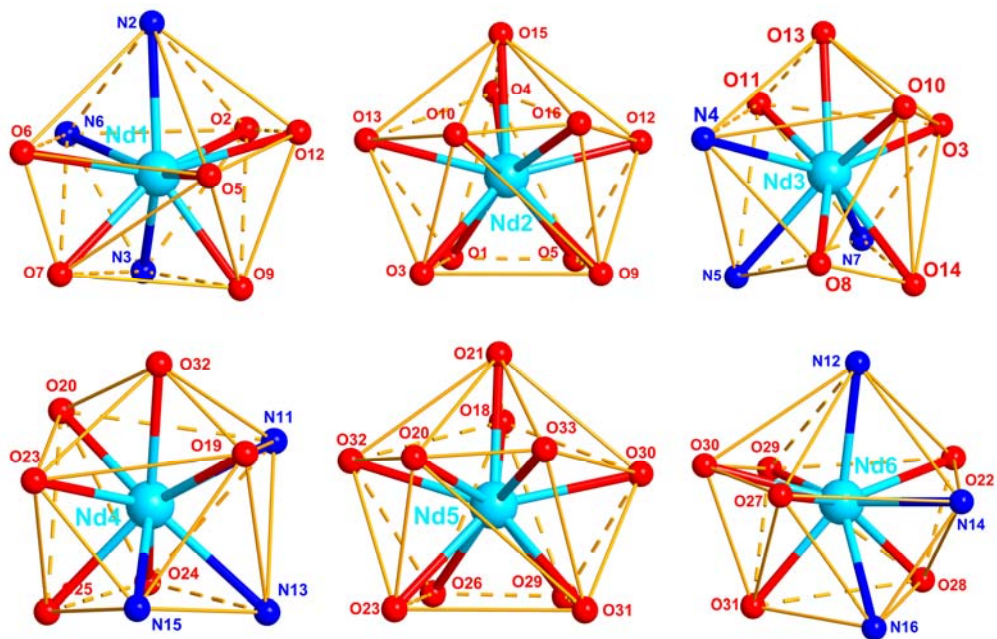 N2
N6
Nd1
O2
O6
O12
O5
O7
N3
O9
O15
O4
O13
O10
O16
O12
Nd2
O3
O1
O5
O9
O13
O11
O10
N4
O3
Nd3
N5
O8
N7
O14
O32
O20
N11
O19
O23
Nd4
O25
O24
N15
N13
O21
O18
O33
O32
O20
O30
Nd5
O23
O26
O29
O31
N12
O30
O29
Nd6
O22
O27
N14
O31
O28
N16